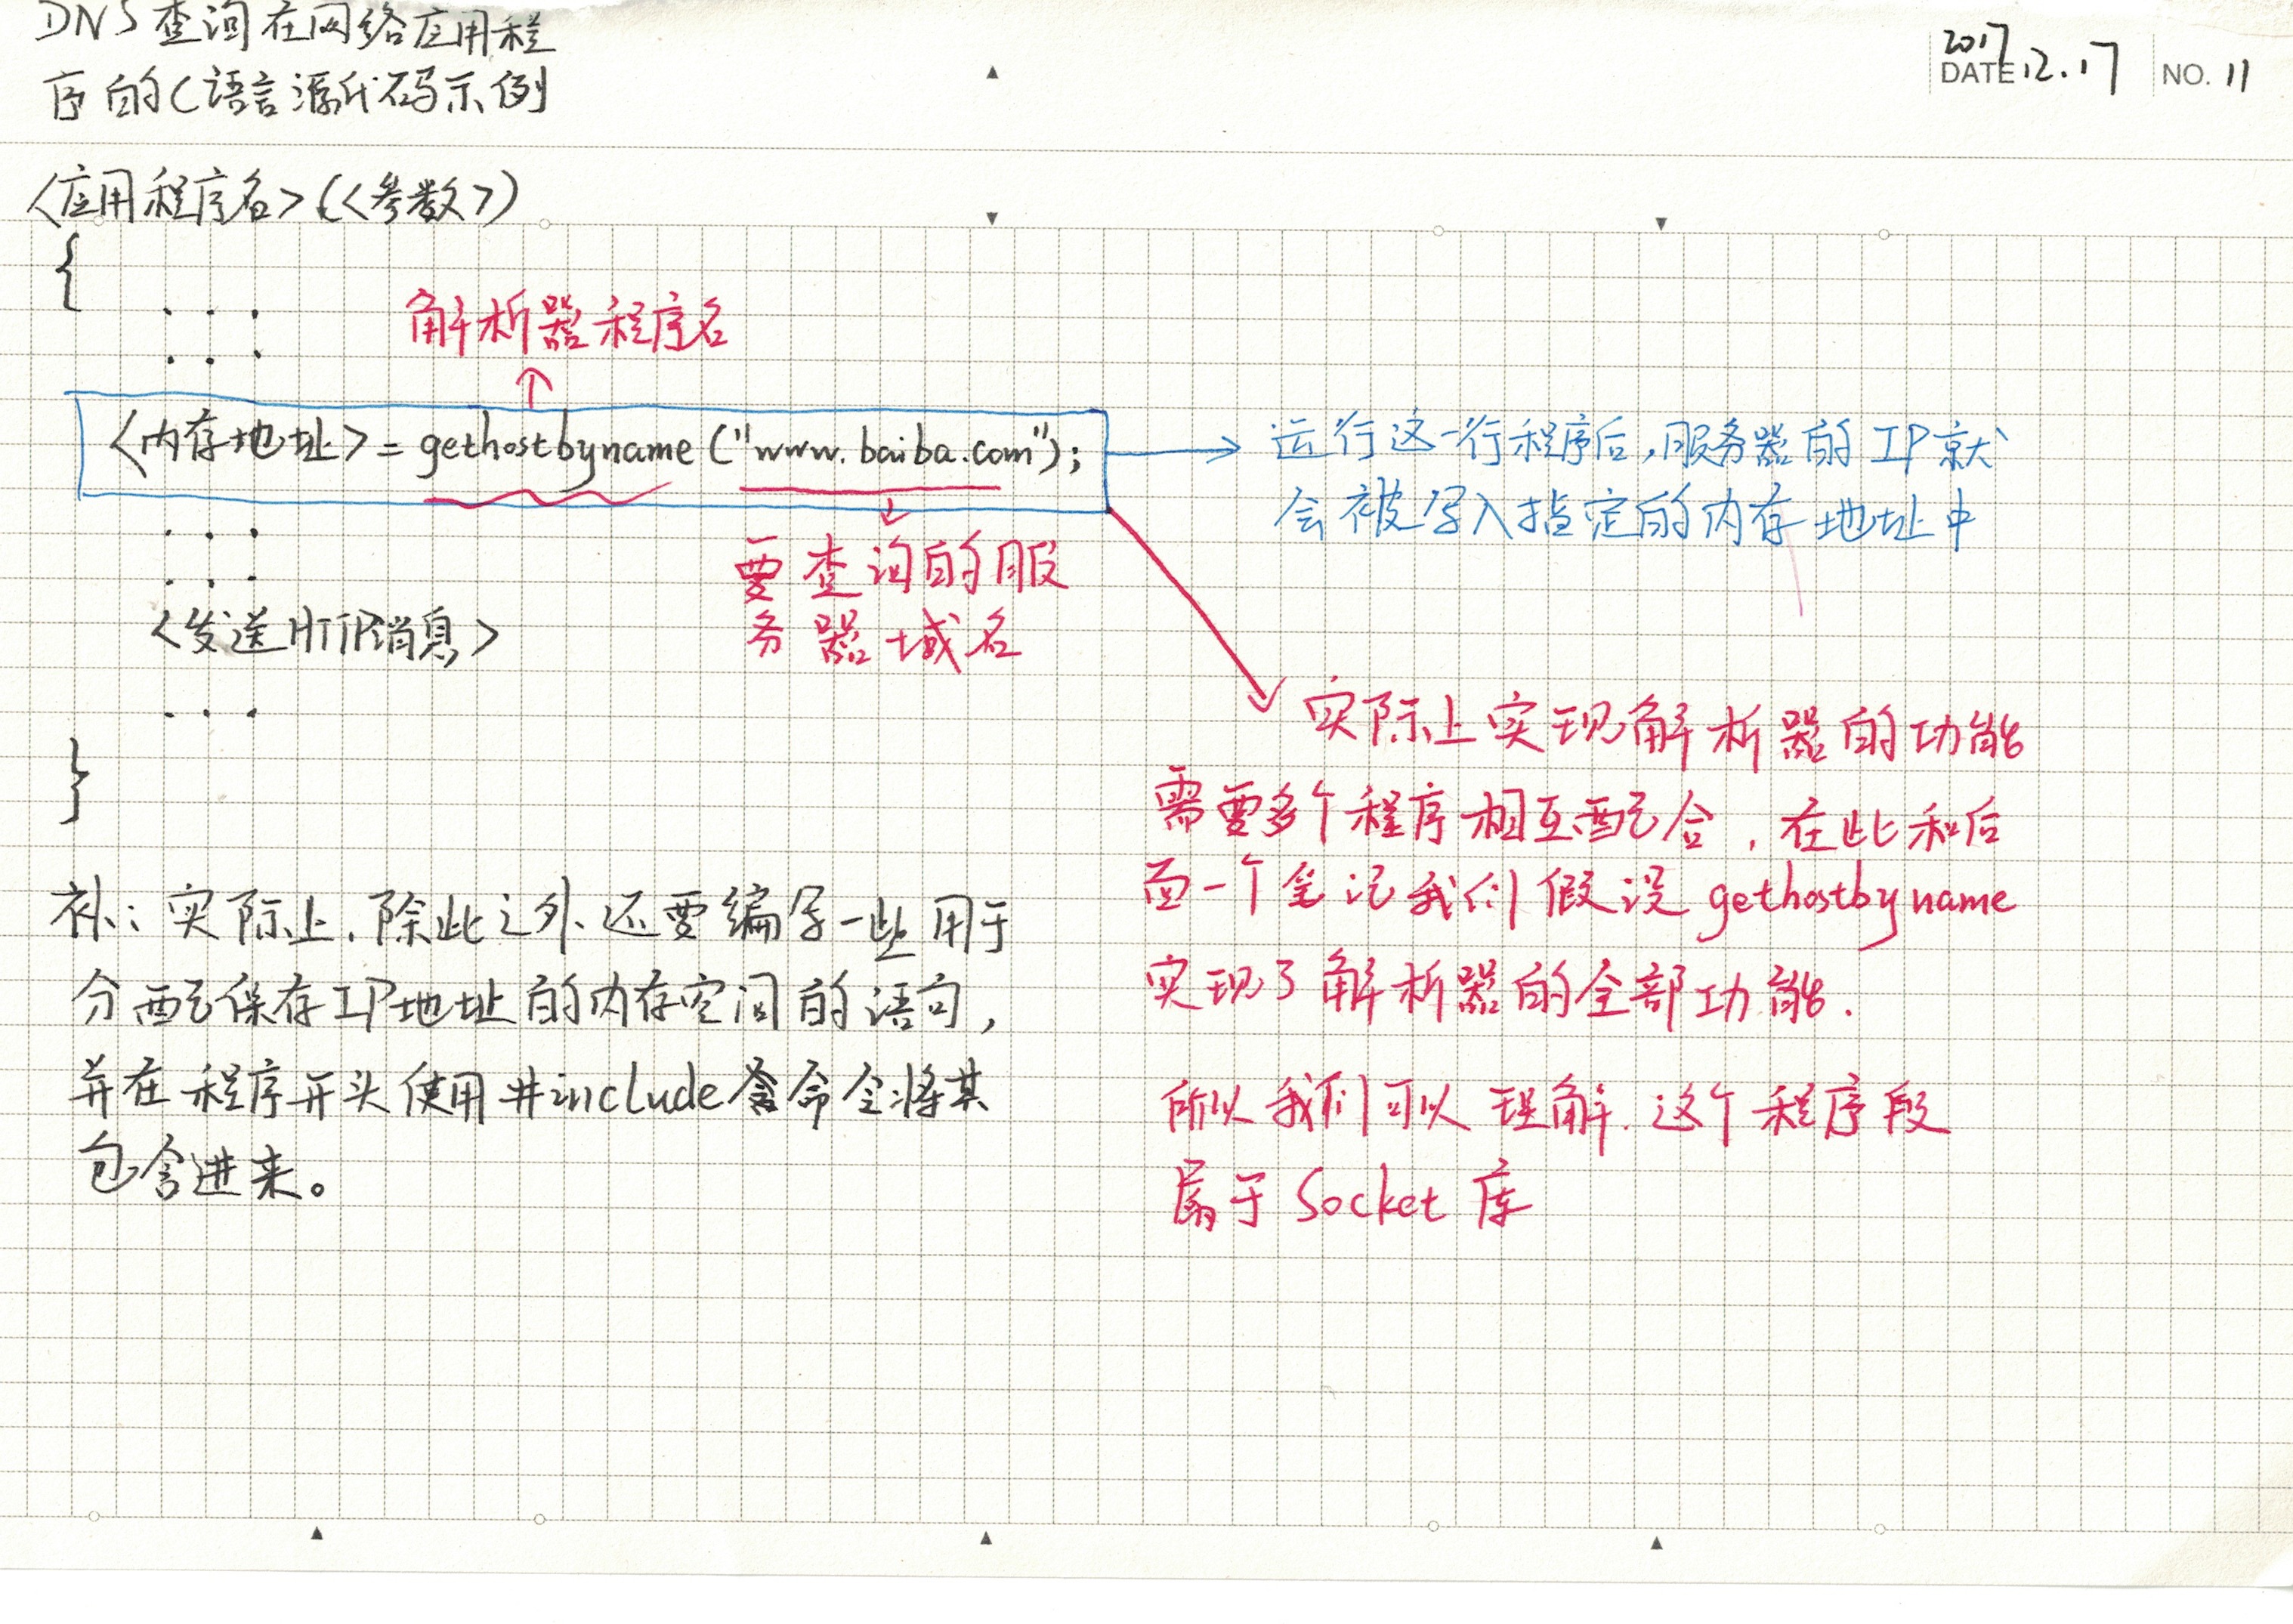 DNS查询在网络应用程
序的C语言源代码示例
2017
DATE 12.17 NO. 11
<应用程序名>(<参数>)
{
...
...
解析器程序名
<内存地址>=gethostbyname("www.baiba.com");
运行这一行程序后,服务器的IP就
会被写入指定的内存地址中
...
...
要查询的服
务器域名
<发送HTTP消息>
...
}
实际上实现解析器的功能
需要多个程序相互配合,在此和后
面一个笔记我们假设gethostbyname
实现了解析器的全部功能.
所以我们可以理解.这个程序段
属于Socket库
补:实际上,除此之外还要编写一些用于
分配保存IP地址的内存空间的语句,
并在程序开头使用#include命令将其
包含进来。